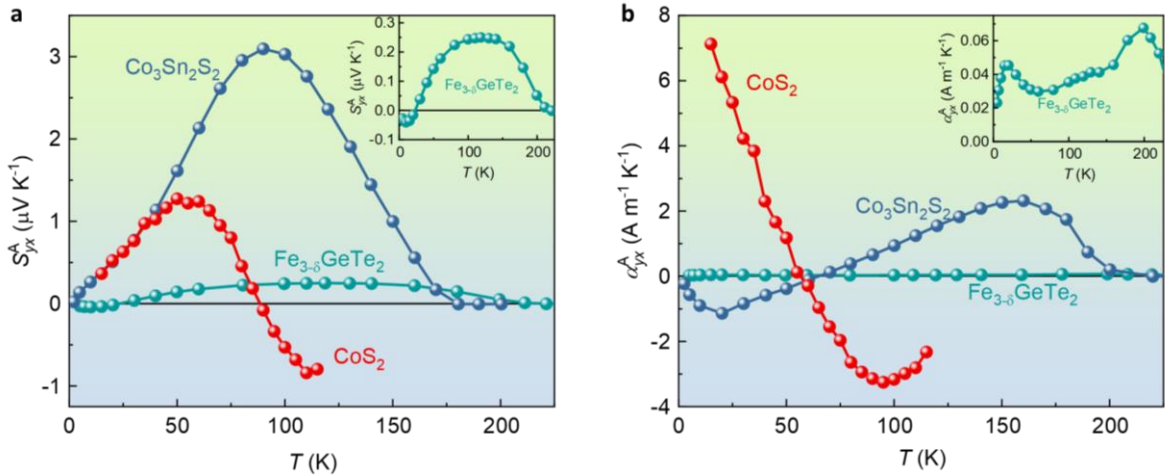 a
3
2
1
0
-1
S^A_yx (μV K⁻¹)
Co₃Sn₂S₂
Fe₃₋δGeTe₂
CoS₂
0 50 100 150 200
T (K)
0.3
0.2
0.1
0.0
-0.1
S^A_yx (μV K⁻¹)
Fe₃₋δGeTe₂
0 100 200
T (K)
b
8
6
4
2
0
-2
-4
α^A_yx (A m⁻¹ K⁻¹)
CoS₂
Co₃Sn₂S₂
Fe₃₋δGeTe₂
0 50 100 150 200
T (K)
0.06
0.04
0.02
0.00
α^A_yx (A m⁻¹ K⁻¹)
Fe₃₋δGeTe₂
0 100 200
T (K)